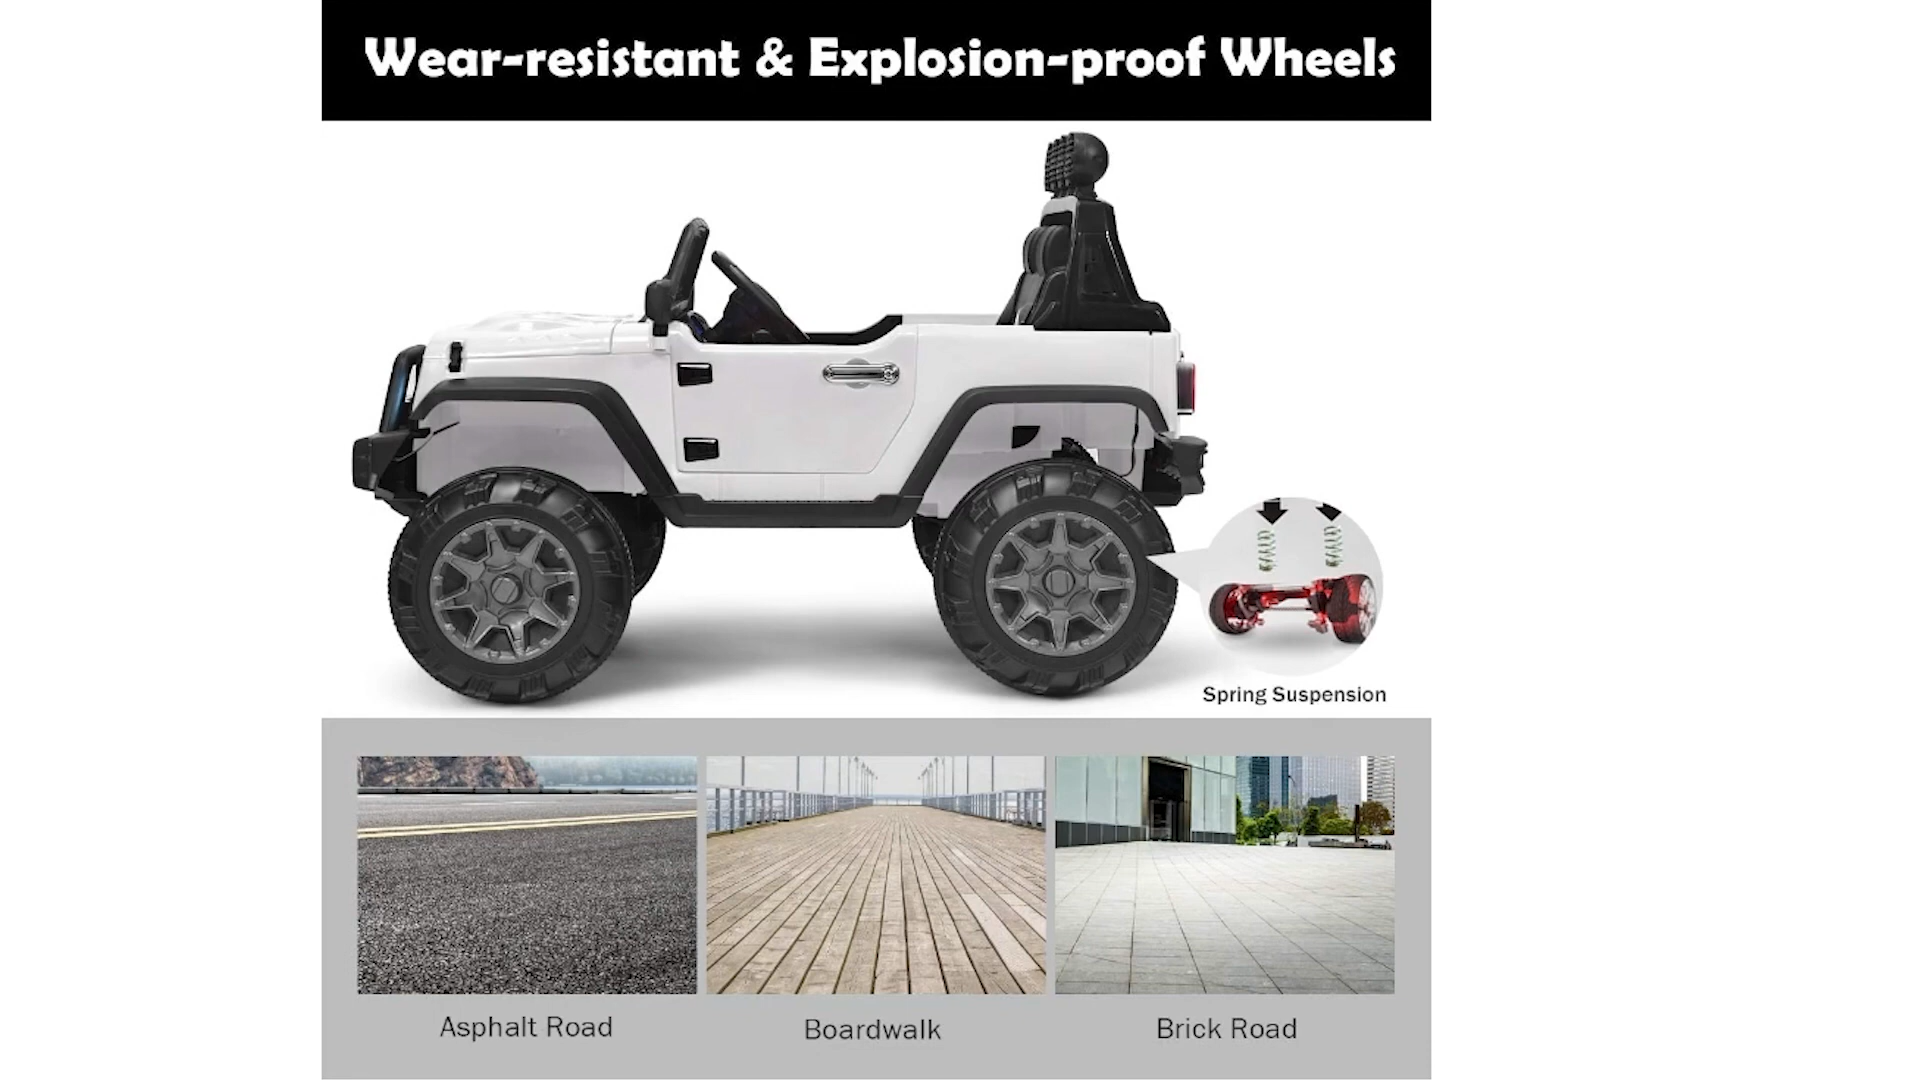 Wear-resistant & Explosion-proof Wheels
Spring Suspension
Asphalt Road
Boardwalk
Brick Road